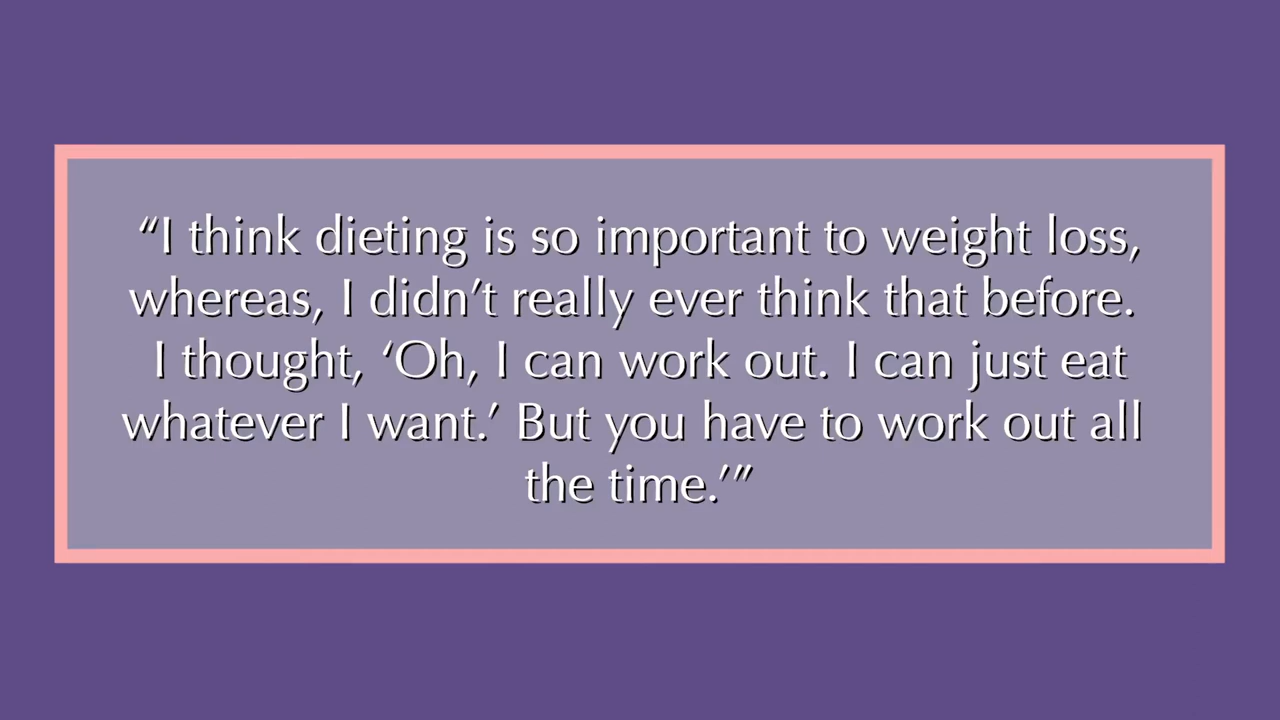 “I think dieting is so important to weight loss,
whereas, I didn’t really ever think that before.
I thought, ‘Oh, I can work out. I can just eat
whatever I want.’ But you have to work out all
the time.’”